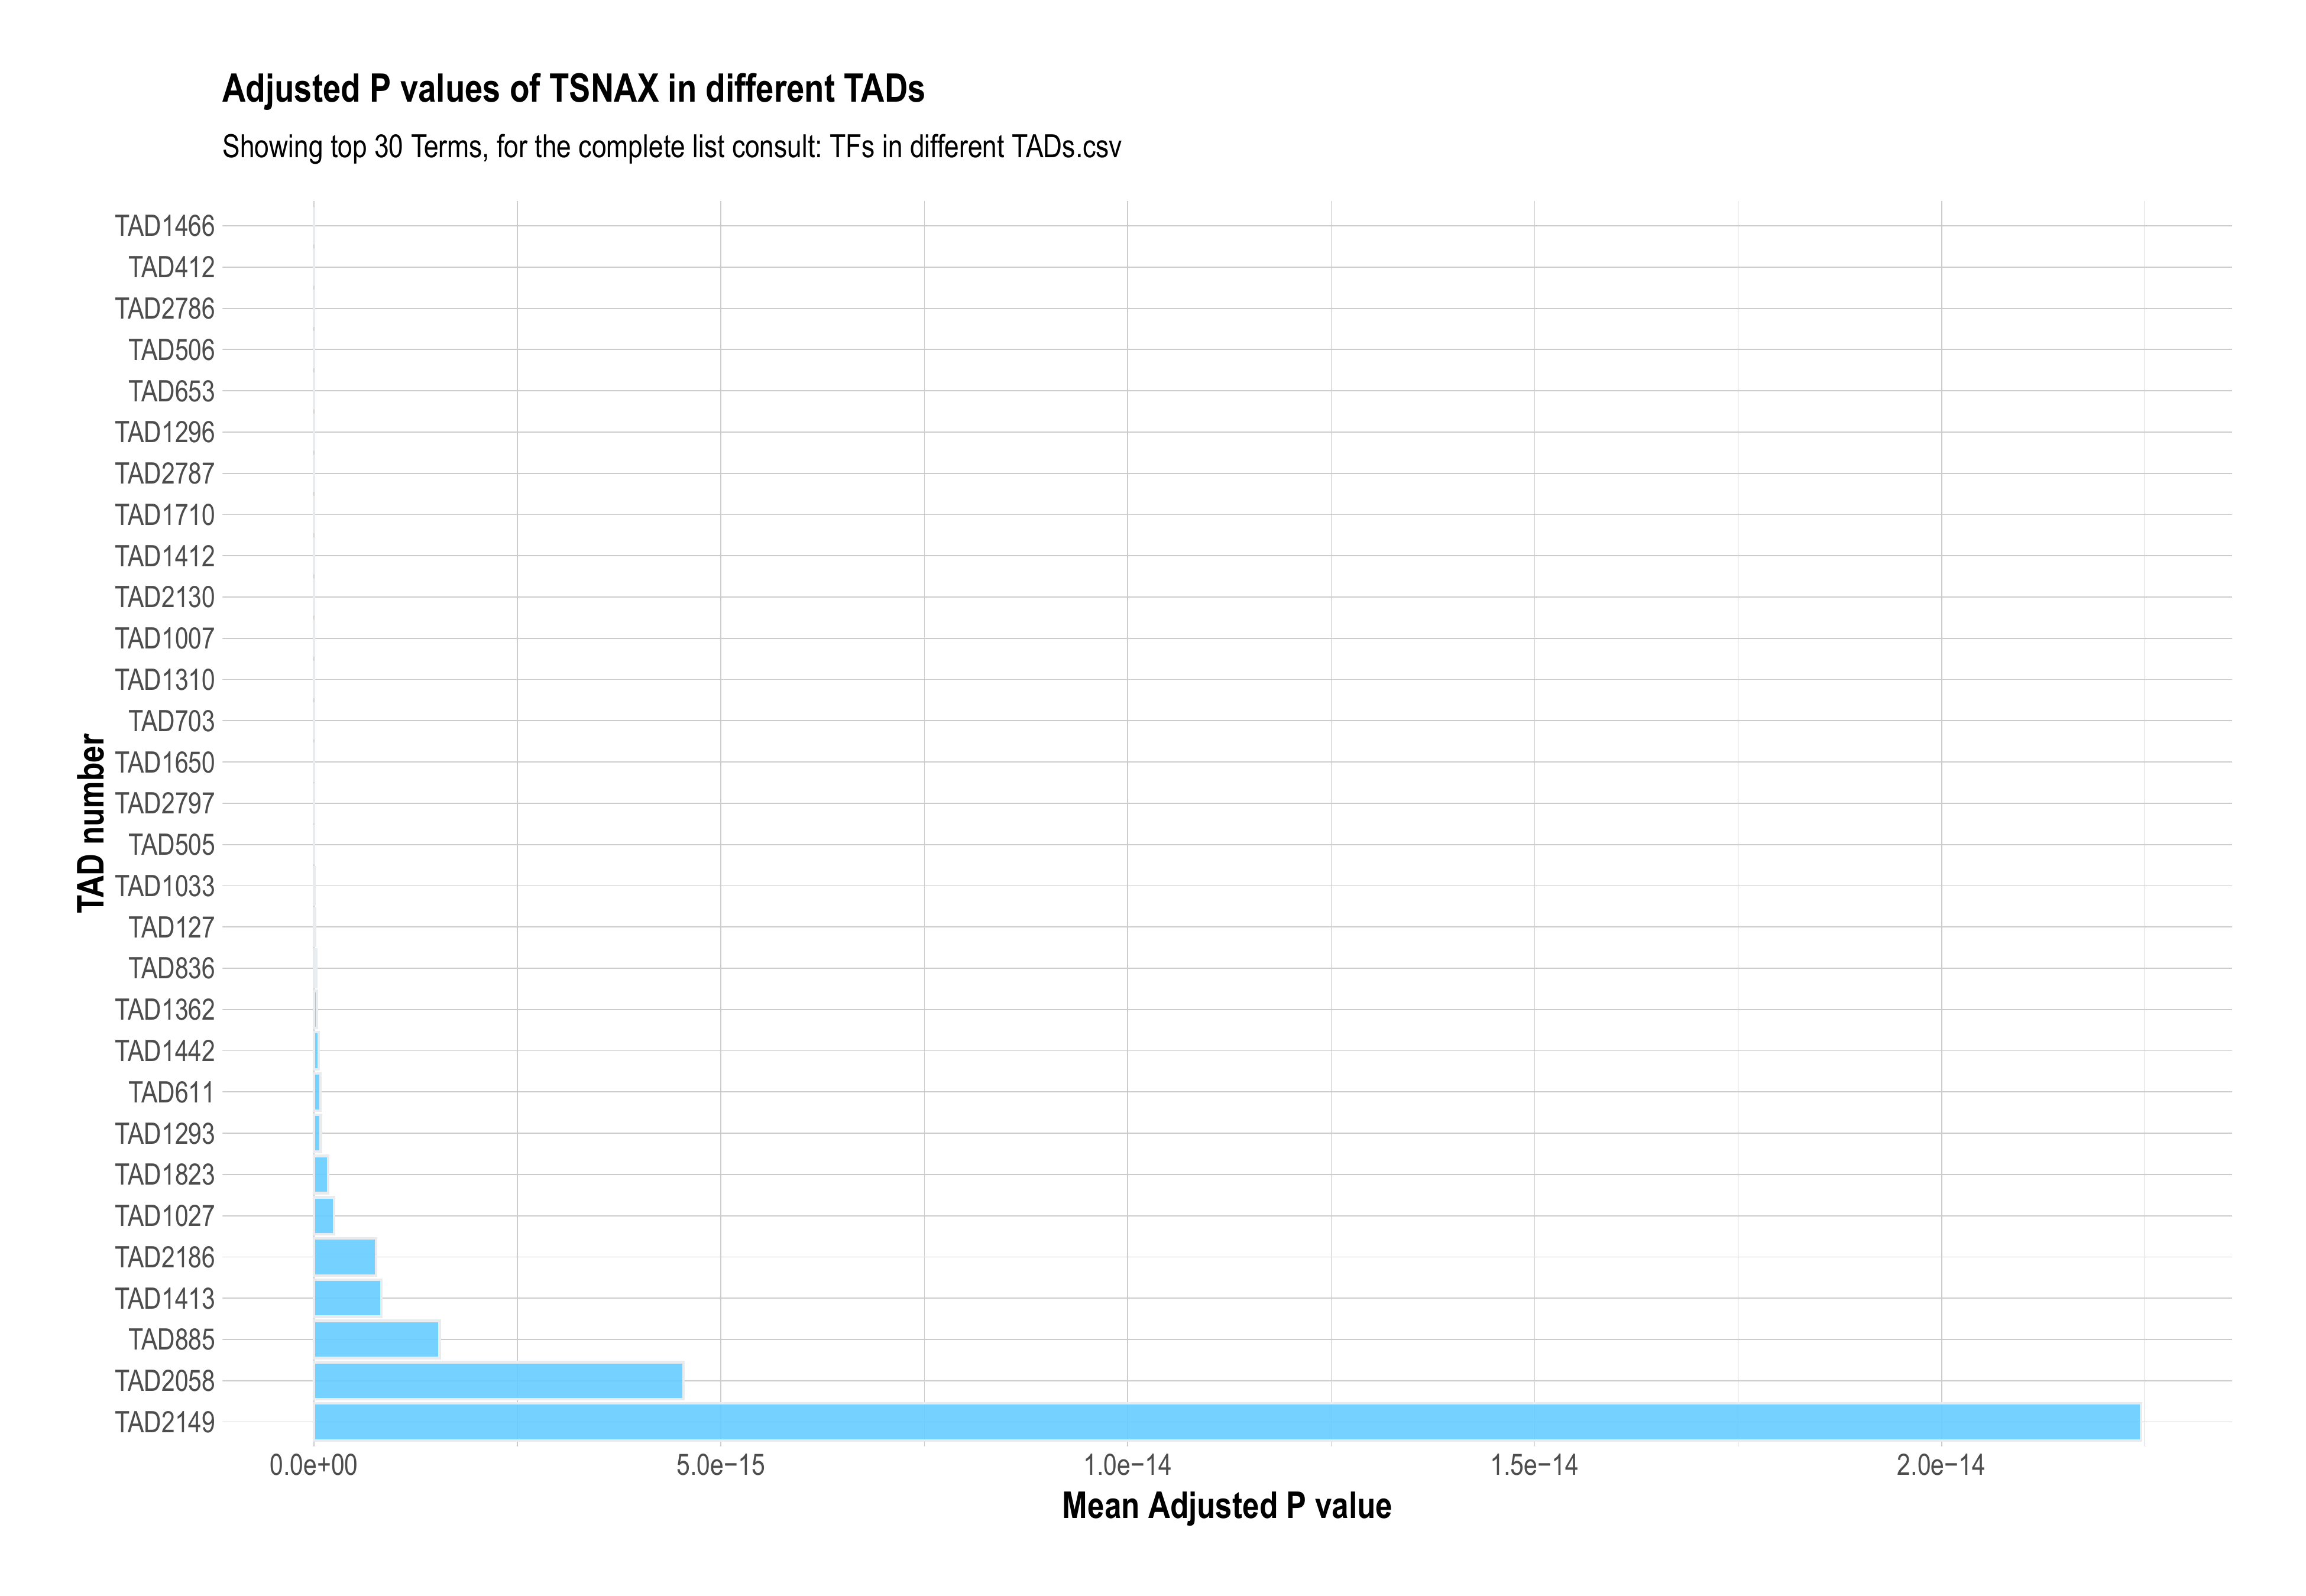 Adjusted P values of TSNAX in different TADs
Showing top 30 Terms, for the complete list consult: TFs in different TADs.csv
TAD number
TAD1466
TAD412
TAD2786
TAD506
TAD653
TAD1296
TAD2787
TAD1710
TAD1412
TAD2130
TAD1007
TAD1310
TAD703
TAD1650
TAD2797
TAD505
TAD1033
TAD127
TAD836
TAD1362
TAD1442
TAD611
TAD1293
TAD1823
TAD1027
TAD2186
TAD1413
TAD885
TAD2058
TAD2149
0.0e+00 5.0e−15 1.0e−14 1.5e−14 2.0e−14
Mean Adjusted P value